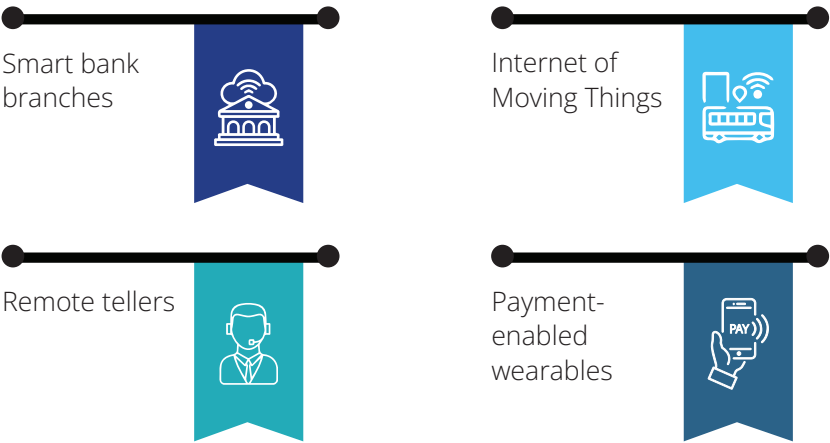 Smart bank
branches
Internet of
Moving Things
Remote tellers
Payment-
enabled
wearables
PAY